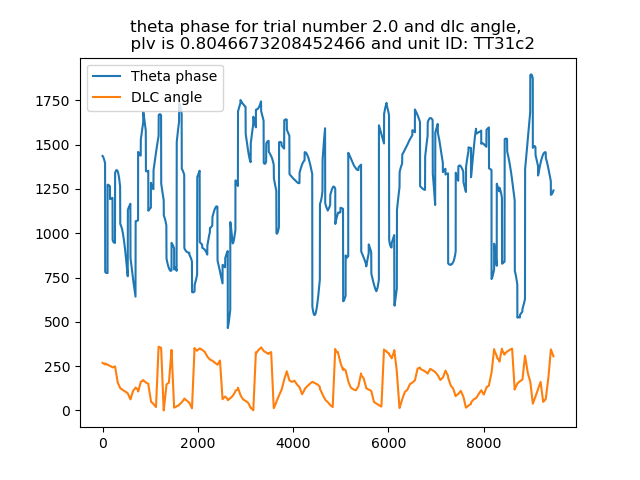 theta phase for trial number 2.0 and dlc angle,
plv is 0.8046673208452466 and unit ID: TT31c2
Theta phase
DLC angle
1750
1500
1250
1000
750
500
250
0
0 2000 4000 6000 8000